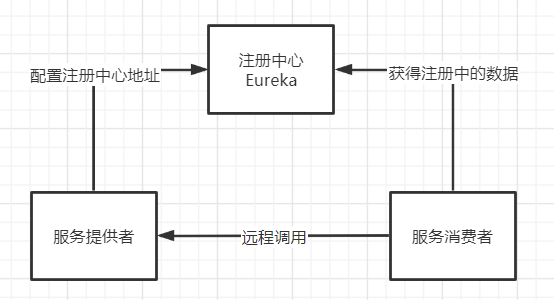 注册中心
Eureka
配置注册中心地址
获得注册中的数据
服务提供者
远程调用
服务消费者